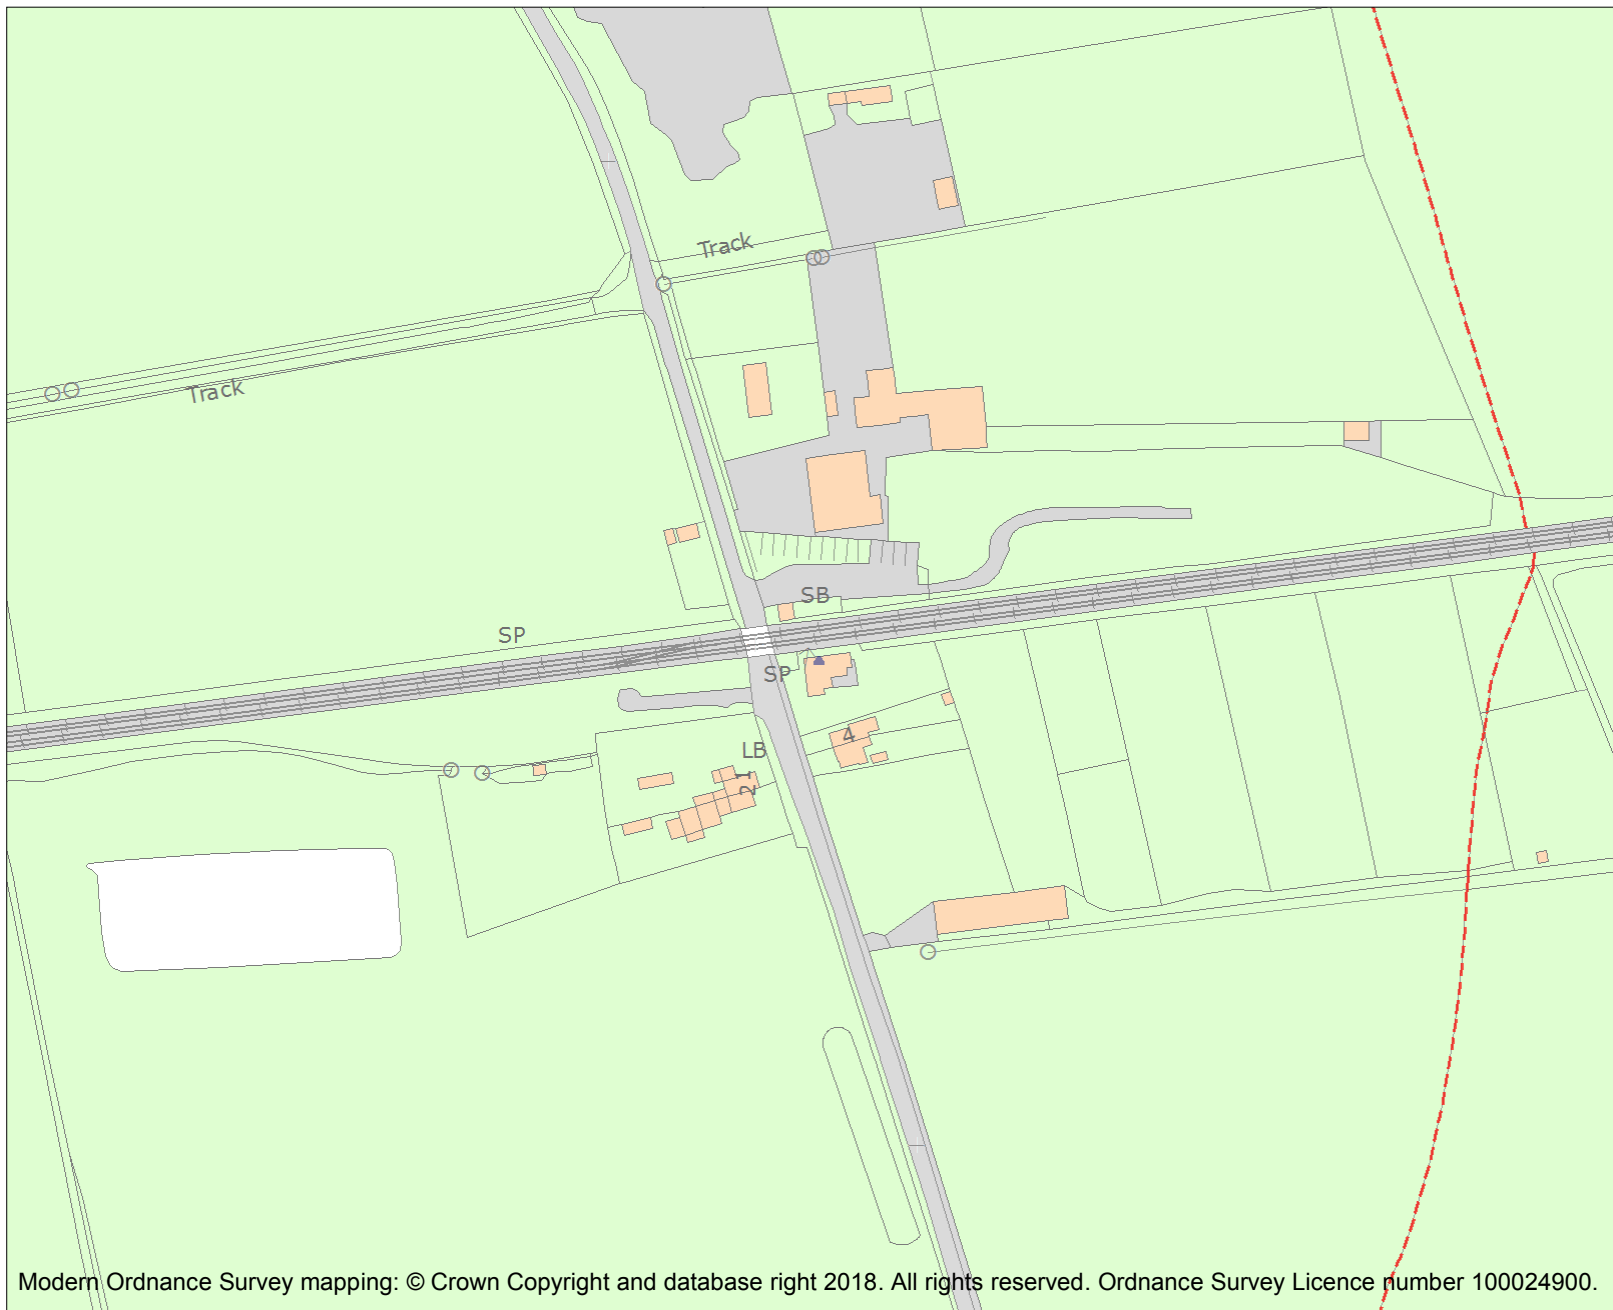 Track
Track
SB
SP
SP
4
LB
21
Modern Ordnance Survey mapping: © Crown Copyright and database right 2018. All rights reserved. Ordnance Survey Licence number 100024900.